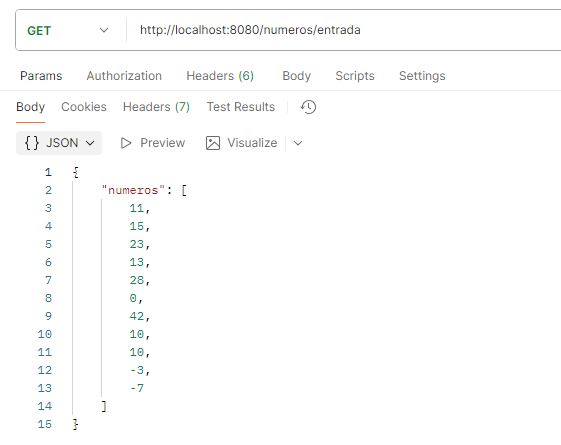 GET http://localhost:8080/numeros/entrada
Params Authorization Headers (6) Body Scripts Settings
Body Cookies Headers (7) Test Results
{} JSON Preview Visualize
1 {
2 "numeros": [
3 11,
4 15,
5 23,
6 13,
7 28,
8 0,
9 42,
10 10,
11 10,
12 -3,
13 -7
14 ]
15 }